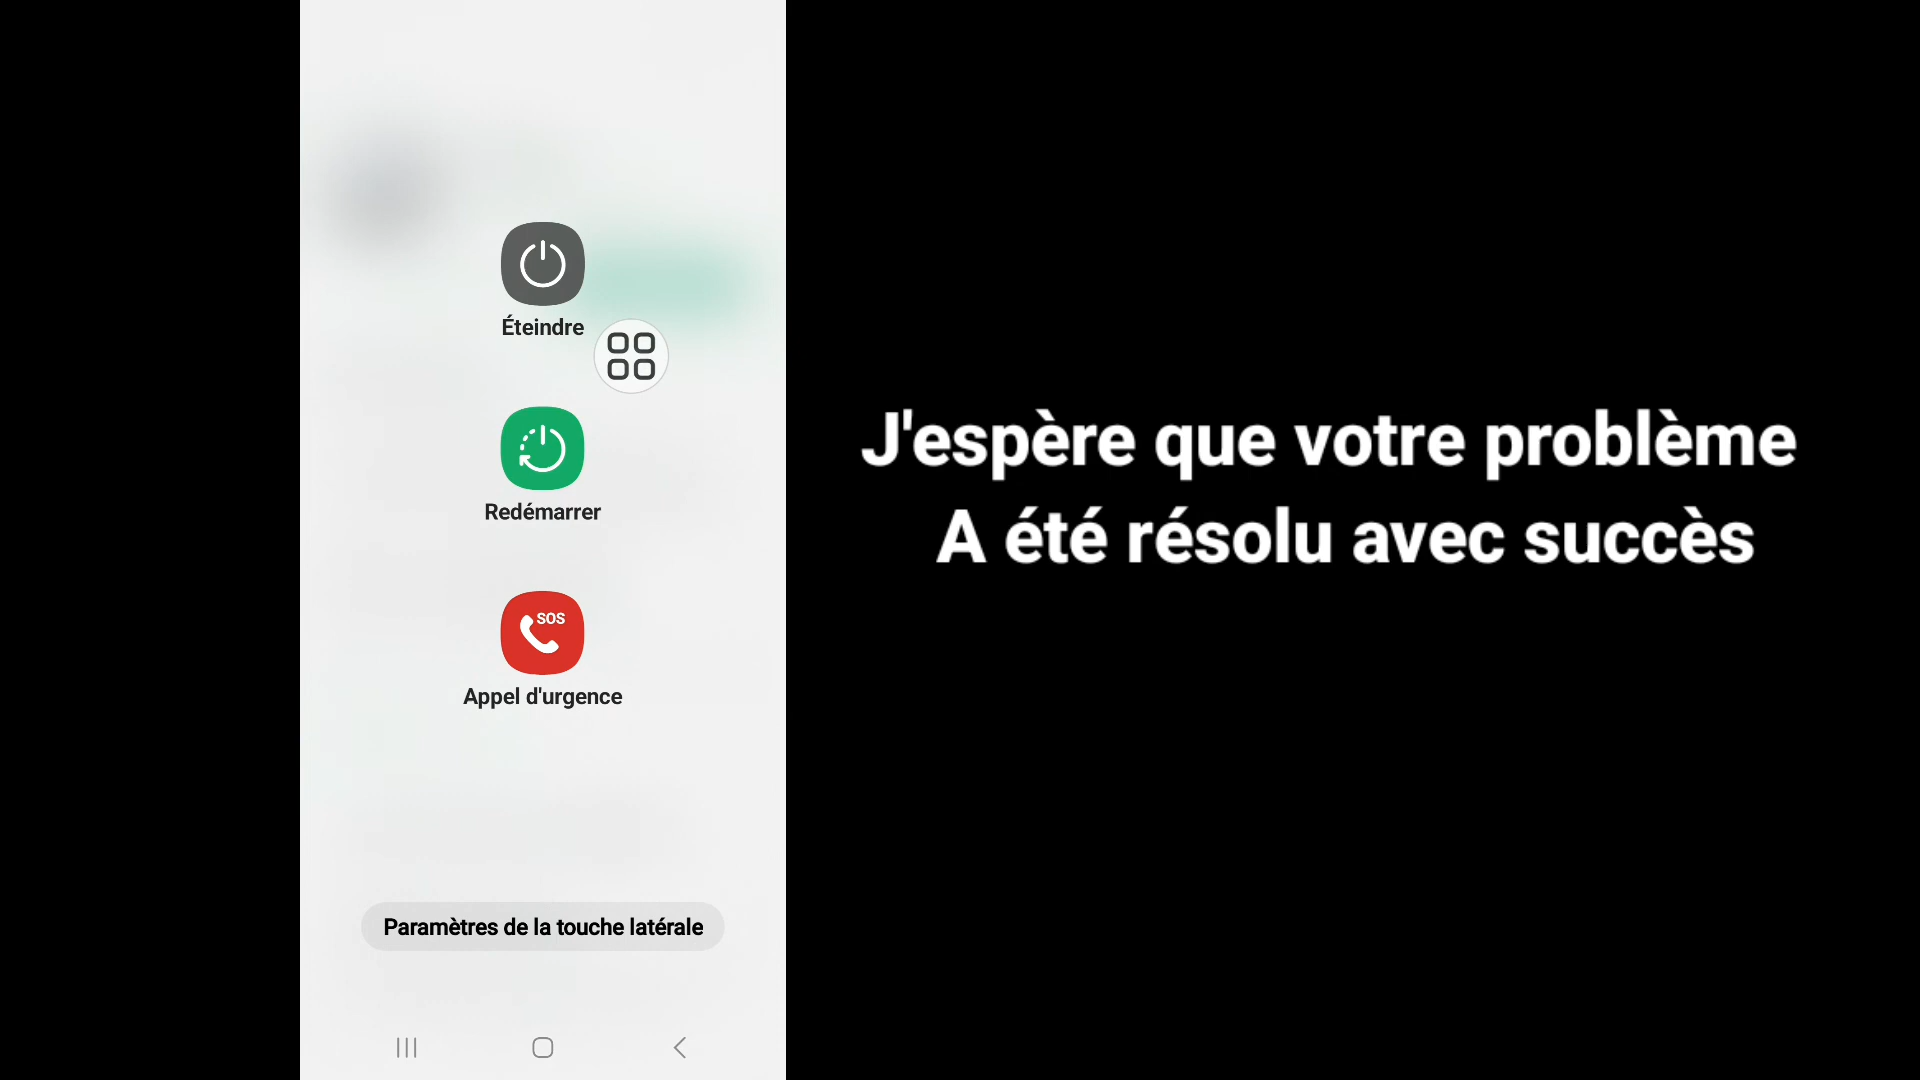 Éteindre
Redémarrer
SOS
Appel d'urgence
Paramètres de la touche latérale
J'espère que votre problème
A été résolu avec succès